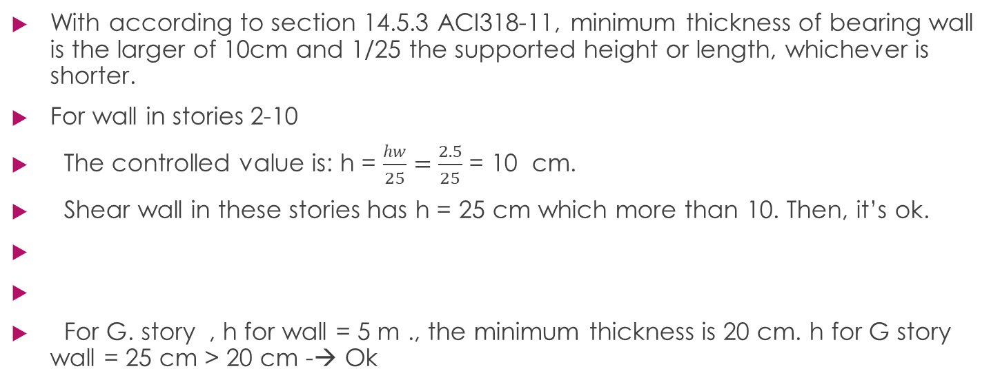 With according to section 14.5.3 ACI318-11, minimum thickness of bearing wall
is the larger of 10cm and 1/25 the supported height or length, whichever is
shorter.
For wall in stories 2-10
The controlled value is: h = hw/25 = 2.5/25 = 10 cm.
Shear wall in these stories has h = 25 cm which more than 10. Then, it's ok.
For G. story , h for wall = 5 m ., the minimum thickness is 20 cm. h for G story
wall = 25 cm > 20 cm -→ Ok